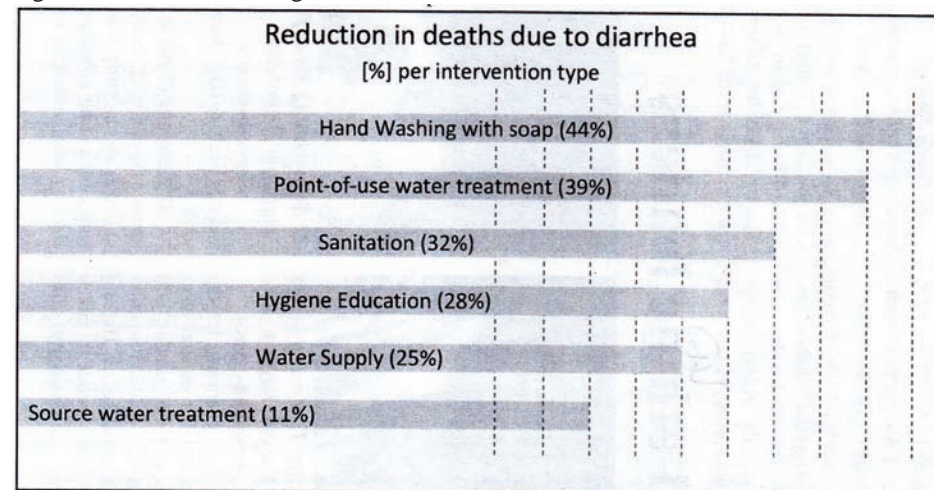 Reduction in deaths due to diarrhea
[%] per intervention type
Hand Washing with soap (44%)
Point-of-use water treatment (39%)
Sanitation (32%)
Hygiene Education (28%)
Water Supply (25%)
Source water treatment (11%)